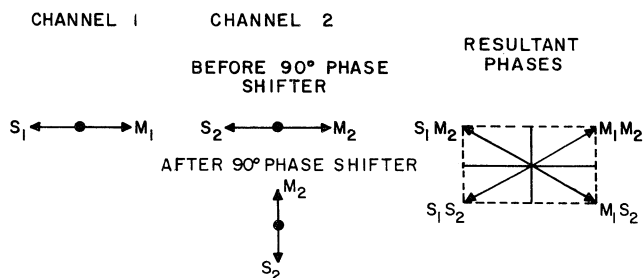 CHANNEL 1
CHANNEL 2
BEFORE 90° PHASE
SHIFTER
RESULTANT
PHASES
S₁ M₁
S₂ M₂
AFTER 90° PHASE SHIFTER
M₂
S₂
S₁M₂ M₁M₂
S₁S₂ M₁S₂